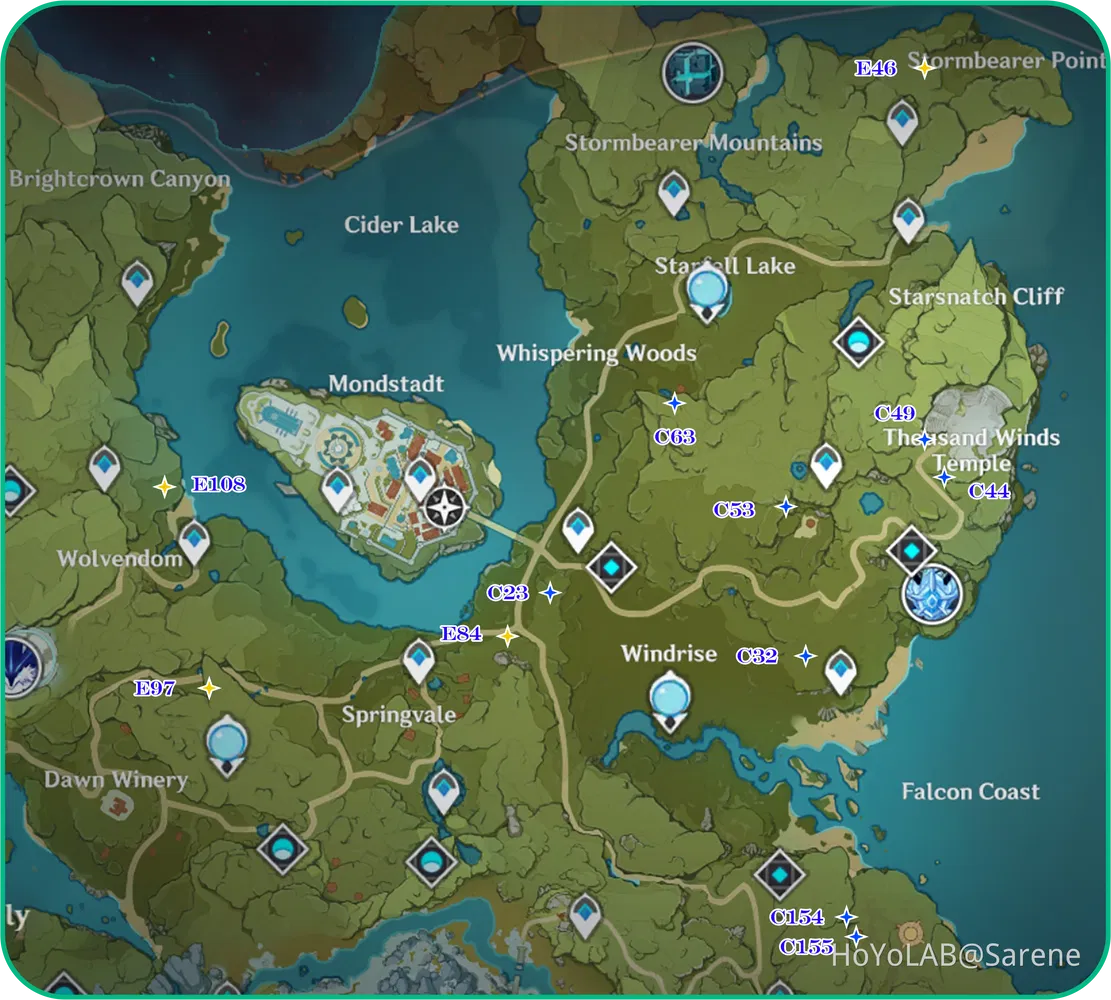 Stormbearer Point
E46
Stormbearer Mountains
Brightcrown Canyon
Cider Lake
Starfell Lake
Starsnatch Cliff
Whispering Woods
Mondstadt
C49
C63
Thousand Winds
Temple
E108
C44
C53
Wolvendom
C23
E84
Windrise
C32
E97
Springvale
Dawn Winery
Falcon Coast
ly
C154
C155
HoYoLAB@Sarene